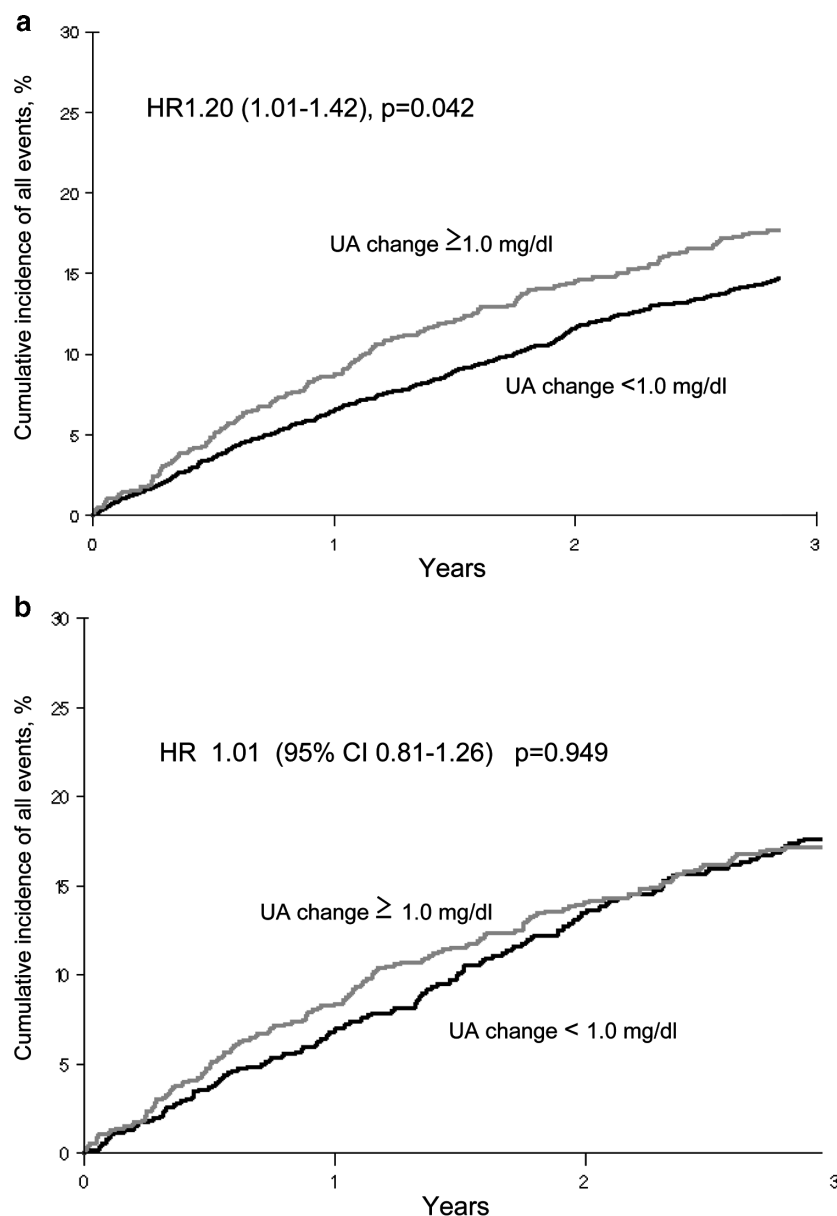 a
30
25
20
15
10
5
0
Cumulative incidence of all events, %
HR1.20 (1.01-1.42), p=0.042
UA change ≥1.0 mg/dl
UA change <1.0 mg/dl
0 1 2 3
Years
b
30
25
20
15
10
5
0
Cumulative incidence of all events, %
HR 1.01 (95% CI 0.81-1.26) p=0.949
UA change ≥ 1.0 mg/dl
UA change < 1.0 mg/dl
0 1 2 3
Years